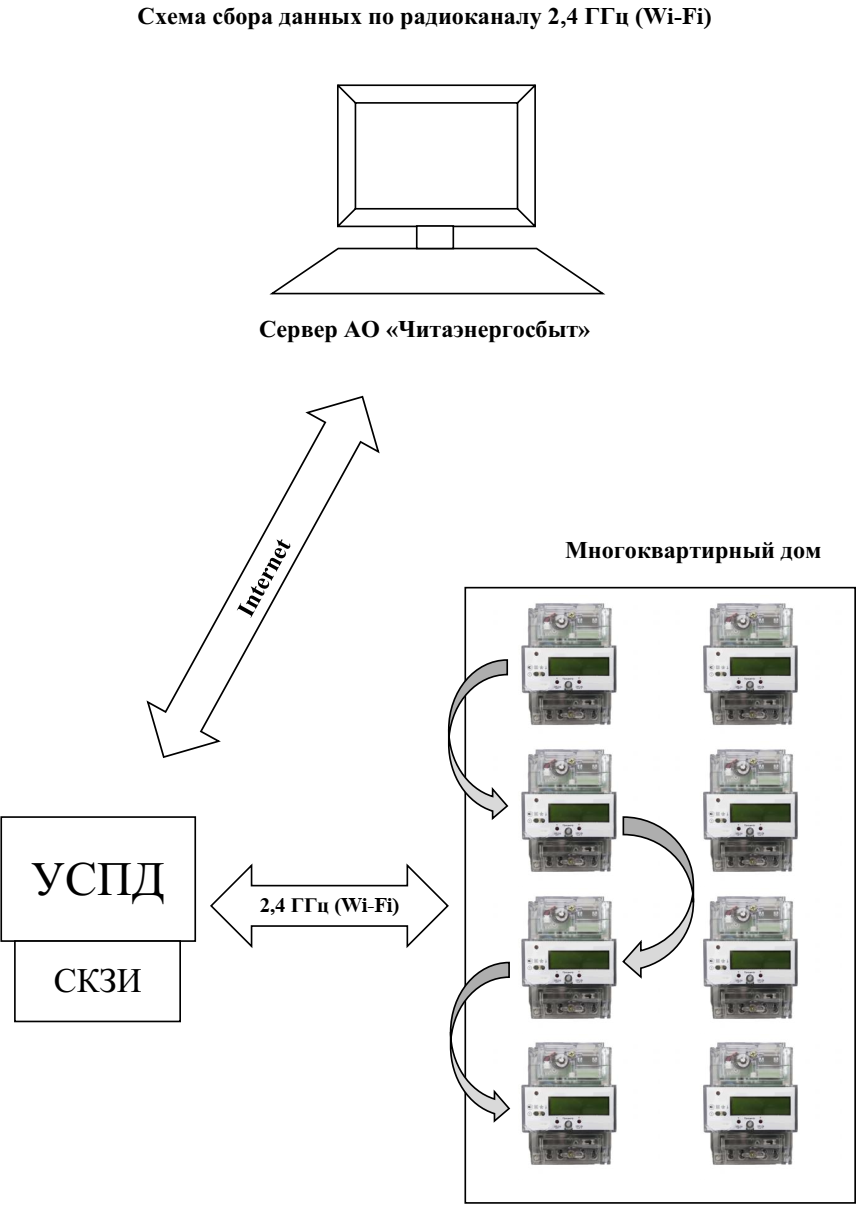 Схема сбора данных по радиоканалу 2,4 ГГц (Wi-Fi)
Сервер АО «Читаэнергосбыт»
Internet
Многоквартирный дом
УСПД
СКЗИ
2,4 ГГц (Wi-Fi)